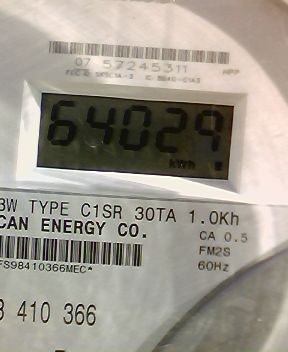 07 57245311
64029
kWh
3W TYPE C1SR 30TA 1.0Kh
CAN ENERGY CO.
CA 0.5
FM2S
FS98410366MEC*
60Hz
3 410 366